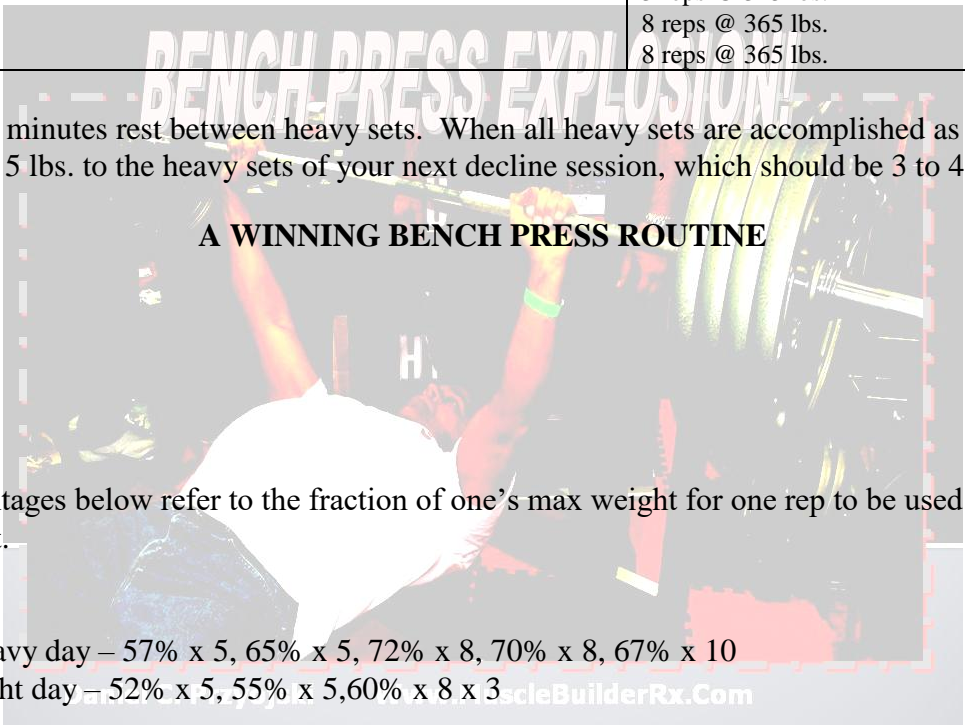 8 reps @ 365 lbs.
8 reps @ 365 lbs.
BENCH PRESS EXPLOSION!
minutes rest between heavy sets. When all heavy sets are accomplished as
5 lbs. to the heavy sets of your next decline session, which should be 3 to 4
A WINNING BENCH PRESS ROUTINE
tages below refer to the fraction of one’s max weight for one rep to be used
avy day – 57% x 5, 65% x 5, 72% x 8, 70% x 8, 67% x 10
ht day – 52% x 5,55% x 5,60% x 8 x 3
www.MuscleBuilderRx.Com